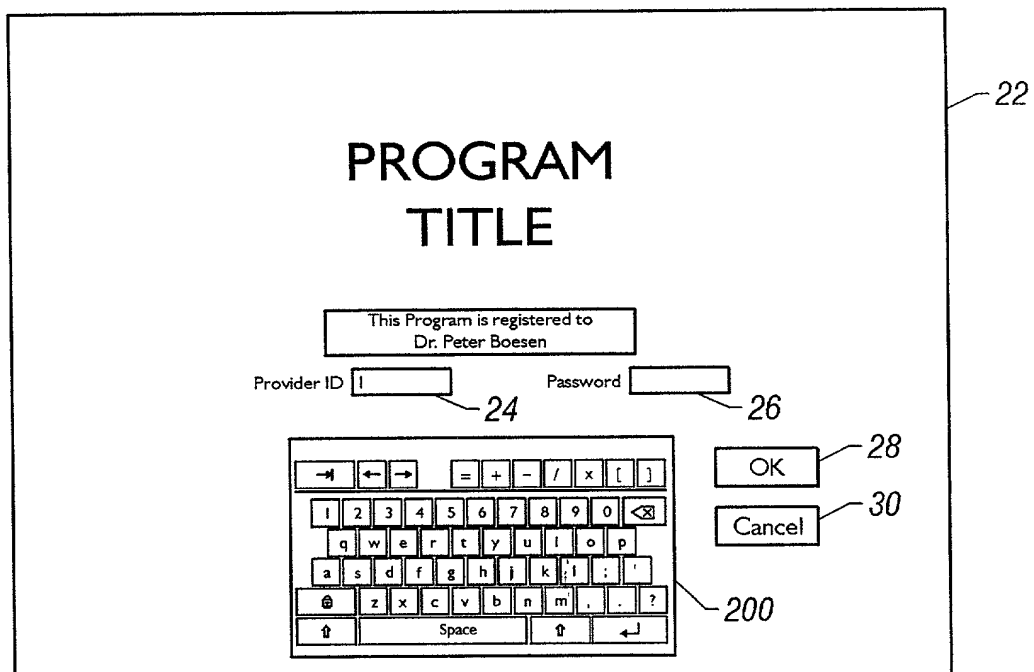 22
PROGRAM
TITLE
This Program is registered to
Dr. Peter Boesen
Provider ID
Password
24
26
OK
28
Cancel
30
= + - / x [ ]
1 2 3 4 5 6 7 8 9 0
q w e r t y u i o p
a s d f g h j k l ; '
z x c v b n m , . ?
Space
200